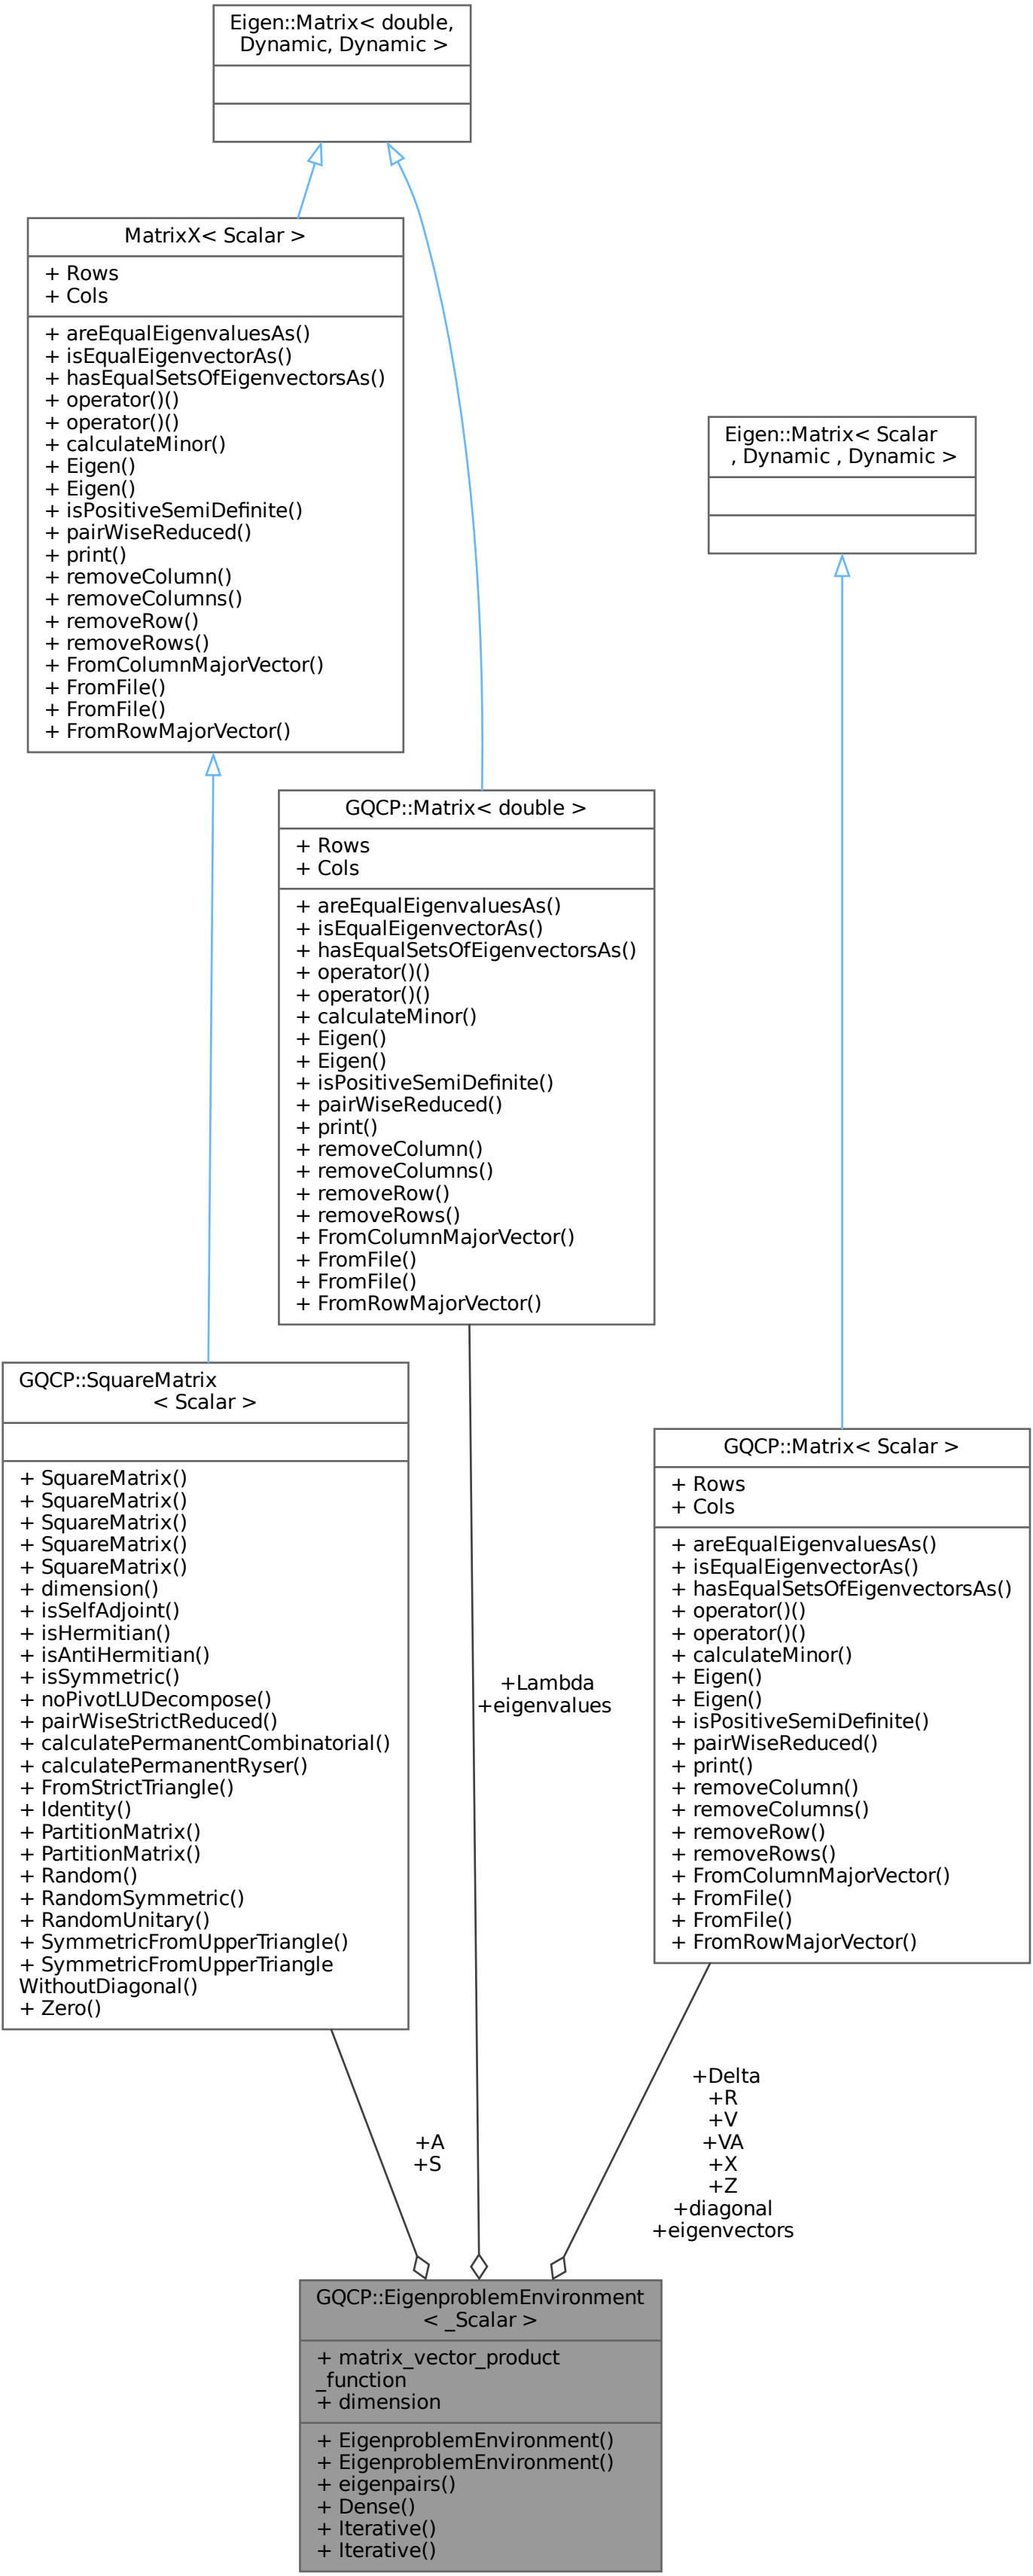 Eigen::Matrix< double,
Dynamic, Dynamic >
MatrixX< Scalar >
+ Rows
+ Cols
+ areEqualEigenvaluesAs()
+ isEqualEigenvectorAs()
+ hasEqualSetsOfEigenvectorsAs()
+ operator()()
+ operator()()
+ calculateMinor()
+ Eigen()
+ Eigen()
+ isPositiveSemiDefinite()
+ pairWiseReduced()
+ print()
+ removeColumn()
+ removeColumns()
+ removeRow()
+ removeRows()
+ FromColumnMajorVector()
+ FromFile()
+ FromFile()
+ FromRowMajorVector()
Eigen::Matrix< Scalar
, Dynamic , Dynamic >
GQCP::Matrix< double >
+ Rows
+ Cols
+ areEqualEigenvaluesAs()
+ isEqualEigenvectorAs()
+ hasEqualSetsOfEigenvectorsAs()
+ operator()()
+ operator()()
+ calculateMinor()
+ Eigen()
+ Eigen()
+ isPositiveSemiDefinite()
+ pairWiseReduced()
+ print()
+ removeColumn()
+ removeColumns()
+ removeRow()
+ removeRows()
+ FromColumnMajorVector()
+ FromFile()
+ FromFile()
+ FromRowMajorVector()
GQCP::SquareMatrix
< Scalar >
+ SquareMatrix()
+ SquareMatrix()
+ SquareMatrix()
+ SquareMatrix()
+ SquareMatrix()
+ dimension()
+ isSelfAdjoint()
+ isHermitian()
+ isAntiHermitian()
+ isSymmetric()
+ noPivotLUDecompose()
+ pairWiseStrictReduced()
+ calculatePermanentCombinatorial()
+ calculatePermanentRyser()
+ FromStrictTriangle()
+ Identity()
+ PartitionMatrix()
+ PartitionMatrix()
+ Random()
+ RandomSymmetric()
+ RandomUnitary()
+ SymmetricFromUpperTriangle()
+ SymmetricFromUpperTriangle
WithoutDiagonal()
+ Zero()
GQCP::Matrix< Scalar >
+ Rows
+ Cols
+ areEqualEigenvaluesAs()
+ isEqualEigenvectorAs()
+ hasEqualSetsOfEigenvectorsAs()
+ operator()()
+ operator()()
+ calculateMinor()
+ Eigen()
+ Eigen()
+ isPositiveSemiDefinite()
+ pairWiseReduced()
+ print()
+ removeColumn()
+ removeColumns()
+ removeRow()
+ removeRows()
+ FromColumnMajorVector()
+ FromFile()
+ FromFile()
+ FromRowMajorVector()
+Lambda
+eigenvalues
+A
+S
+Delta
+R
+V
+VA
+X
+Z
+diagonal
+eigenvectors
GQCP::EigenproblemEnvironment
< _Scalar >
+ matrix_vector_product
_function
+ dimension
+ EigenproblemEnvironment()
+ EigenproblemEnvironment()
+ eigenpairs()
+ Dense()
+ Iterative()
+ Iterative()